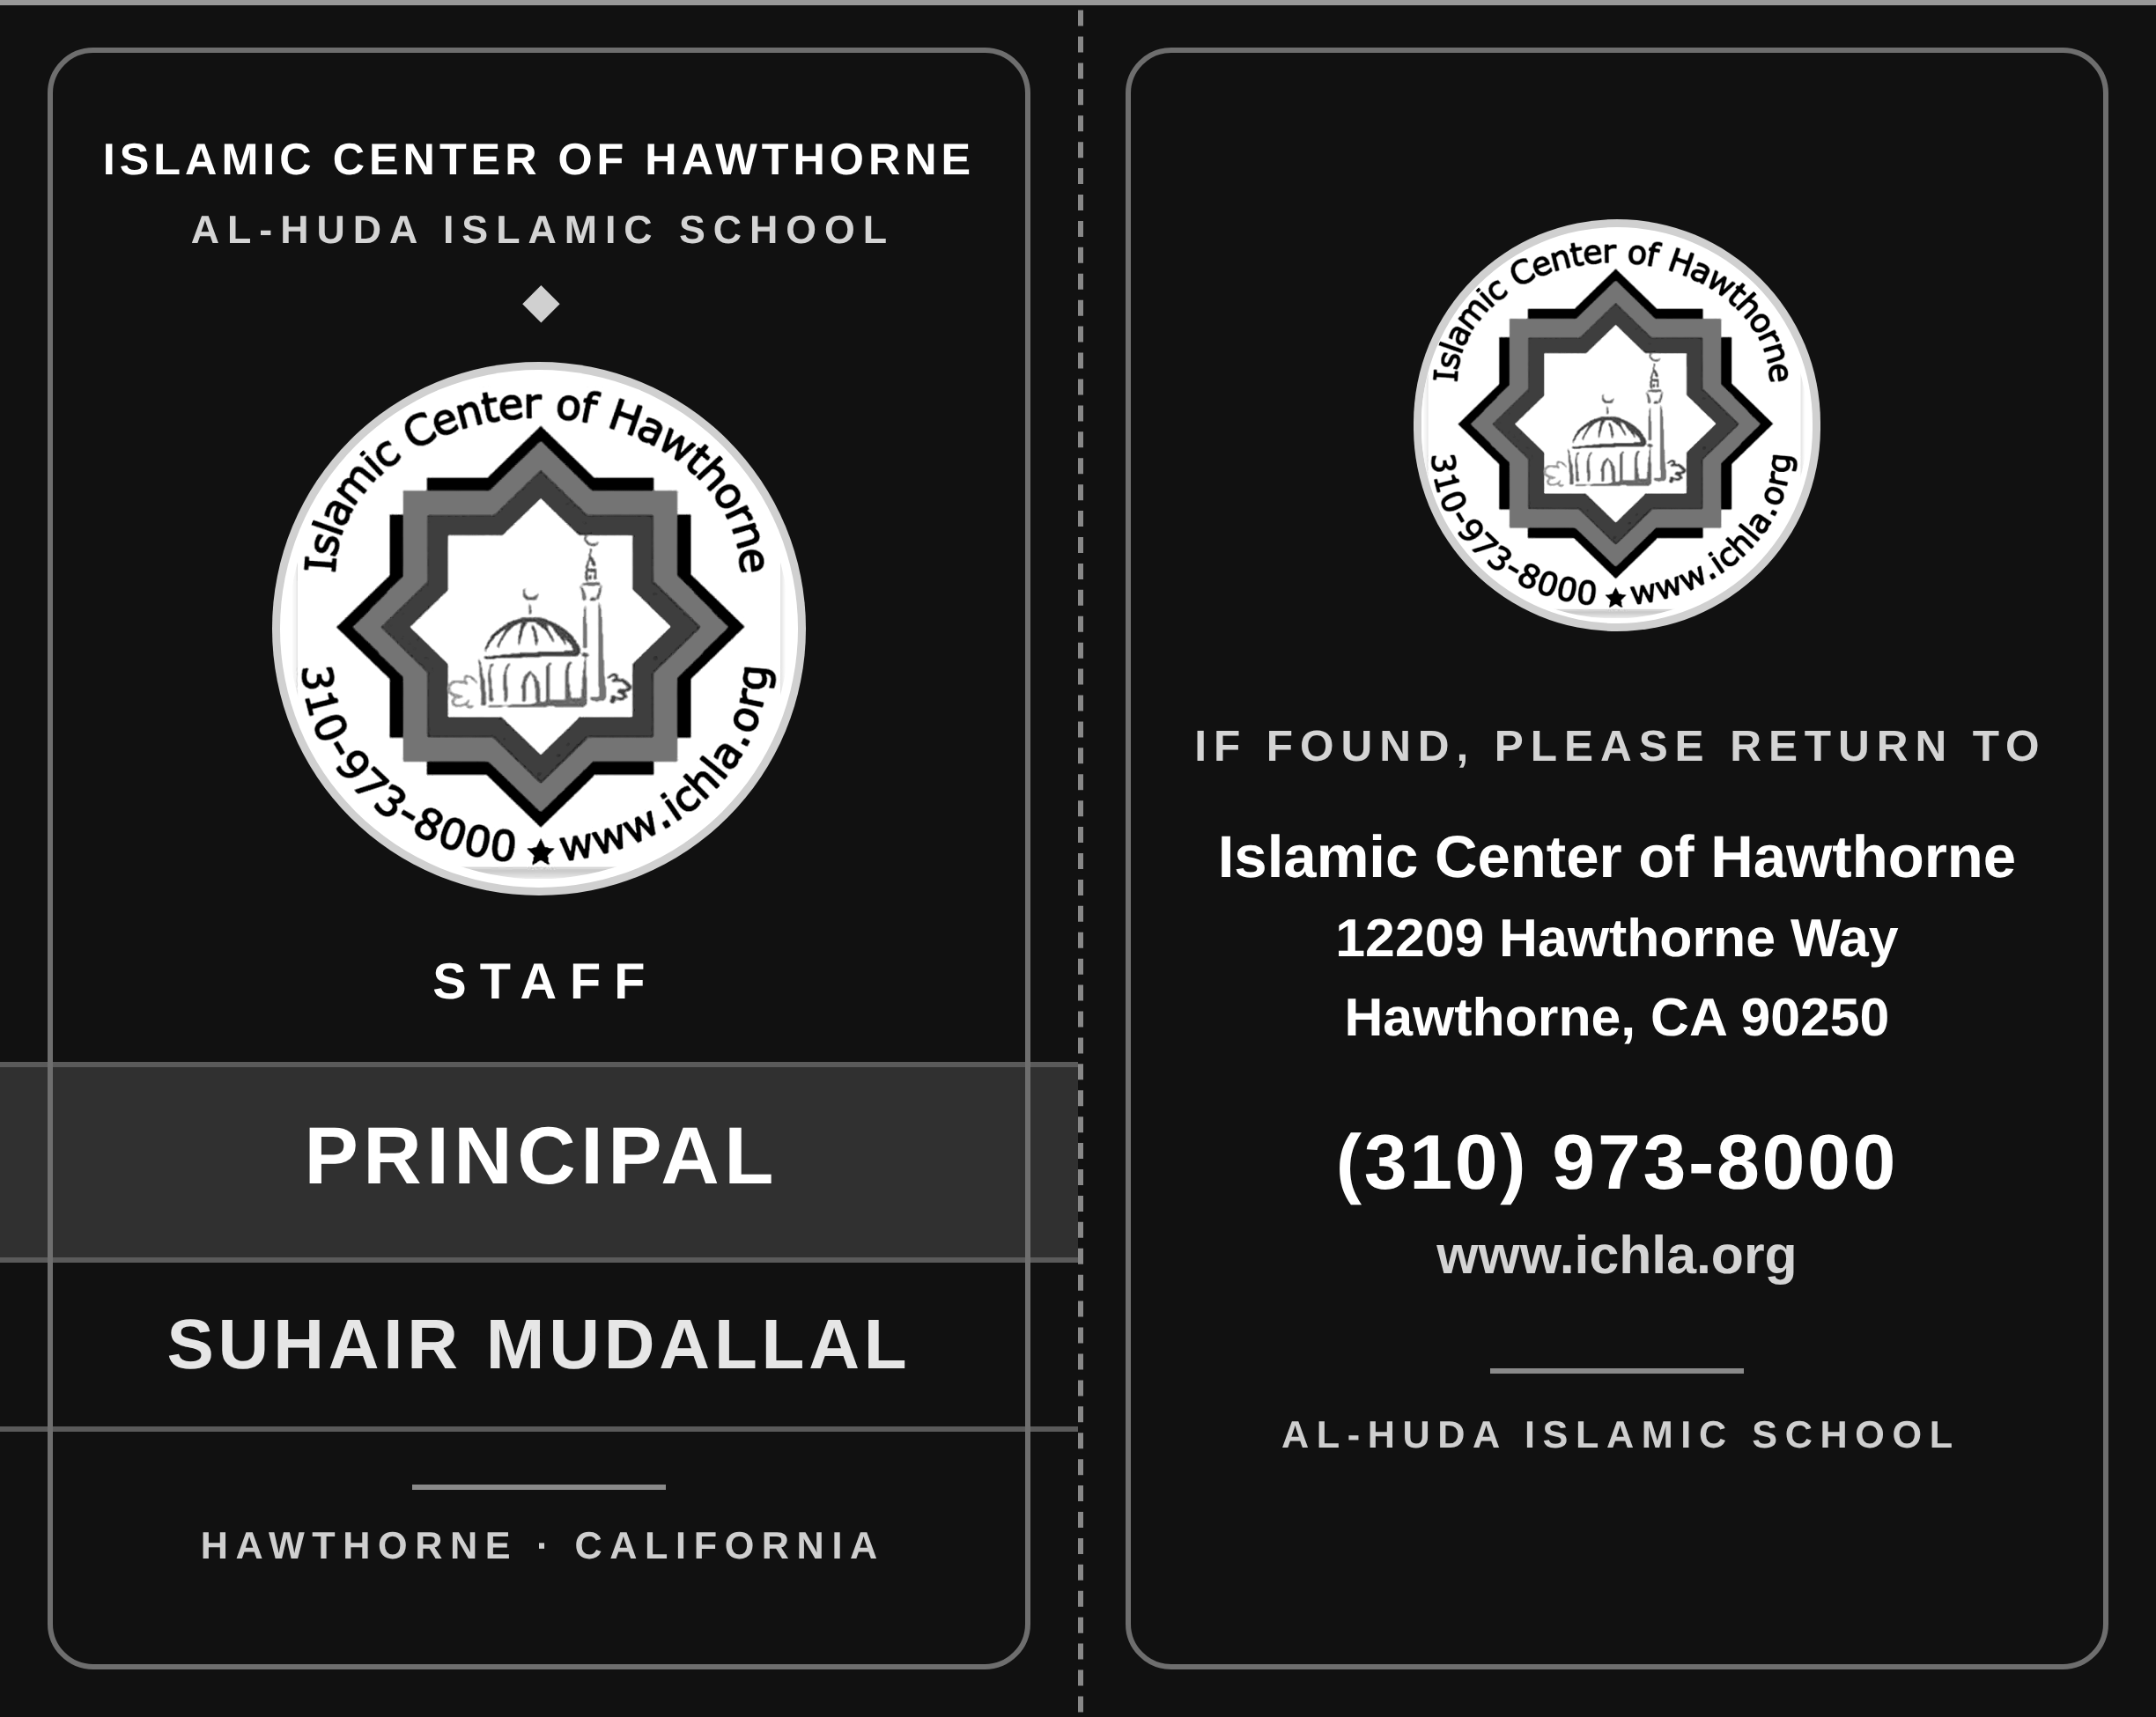 ISLAMIC CENTER OF HAWTHORNE
AL-HUDA ISLAMIC SCHOOL
Islamic Center of Hawthorne
310-973-8000 ★ www.ichla.org
STAFF
PRINCIPAL
SUHAIR MUDALLAL
HAWTHORNE · CALIFORNIA
Islamic Center of Hawthorne
310-973-8000 ★ www.ichla.org
IF FOUND, PLEASE RETURN TO
Islamic Center of Hawthorne
12209 Hawthorne Way
Hawthorne, CA 90250
(310) 973-8000
www.ichla.org
AL-HUDA ISLAMIC SCHOOL